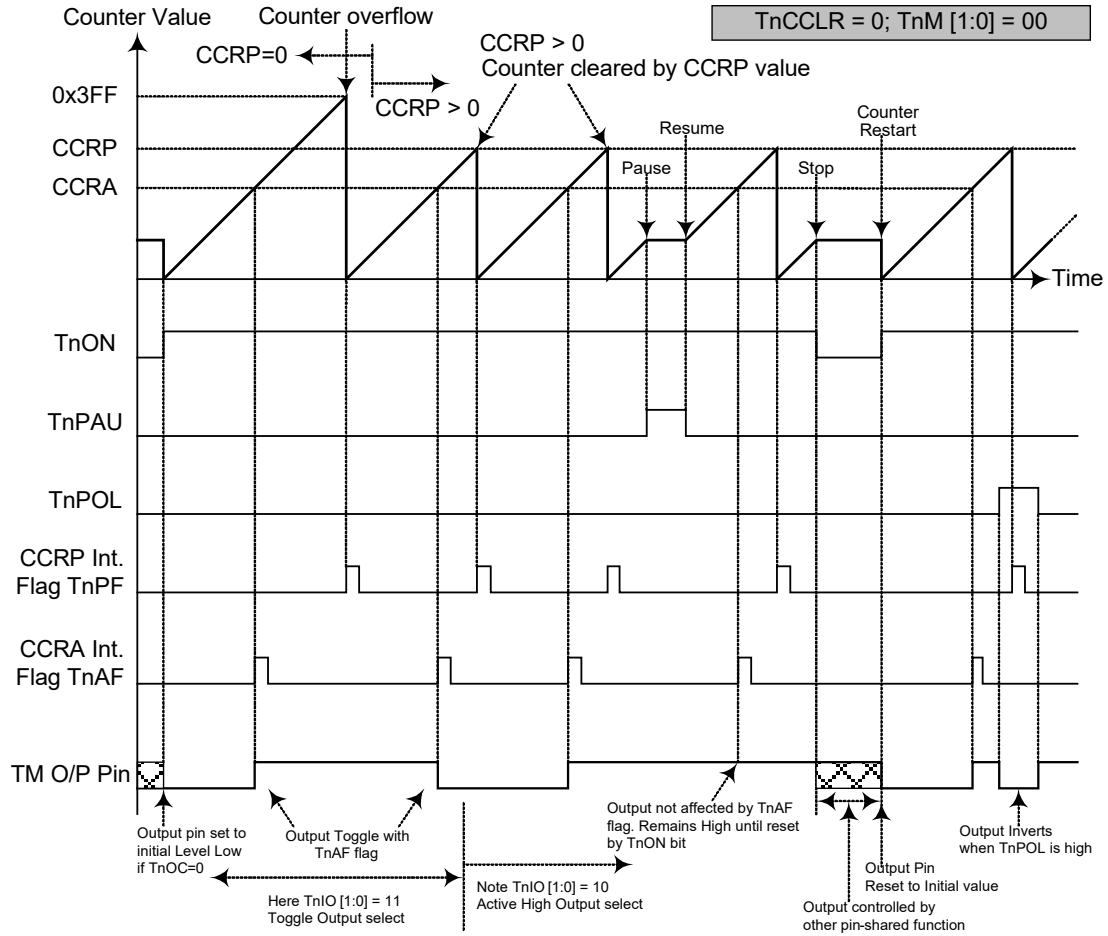 Counter Value
Counter overflow
TnCCLR = 0; TnM [1:0] = 00
CCRP=0
CCRP > 0
CCRP > 0
Counter cleared by CCRP value
0x3FF
CCRP
CCRA
Pause
Resume
Stop
Counter
Restart
Time
TnON
TnPAU
TnPOL
CCRP Int.
Flag TnPF
CCRA Int.
Flag TnAF
TM O/P Pin
Output pin set to
initial Level Low
if TnOC=0
Output Toggle with
TnAF flag
Here TnIO [1:0] = 11
Toggle Output select
Note TnIO [1:0] = 10
Active High Output select
Output not affected by TnAF
flag. Remains High until reset
by TnON bit
Output controlled by
other pin-shared function
Output Pin
Reset to Initial value
Output Inverts
when TnPOL is high